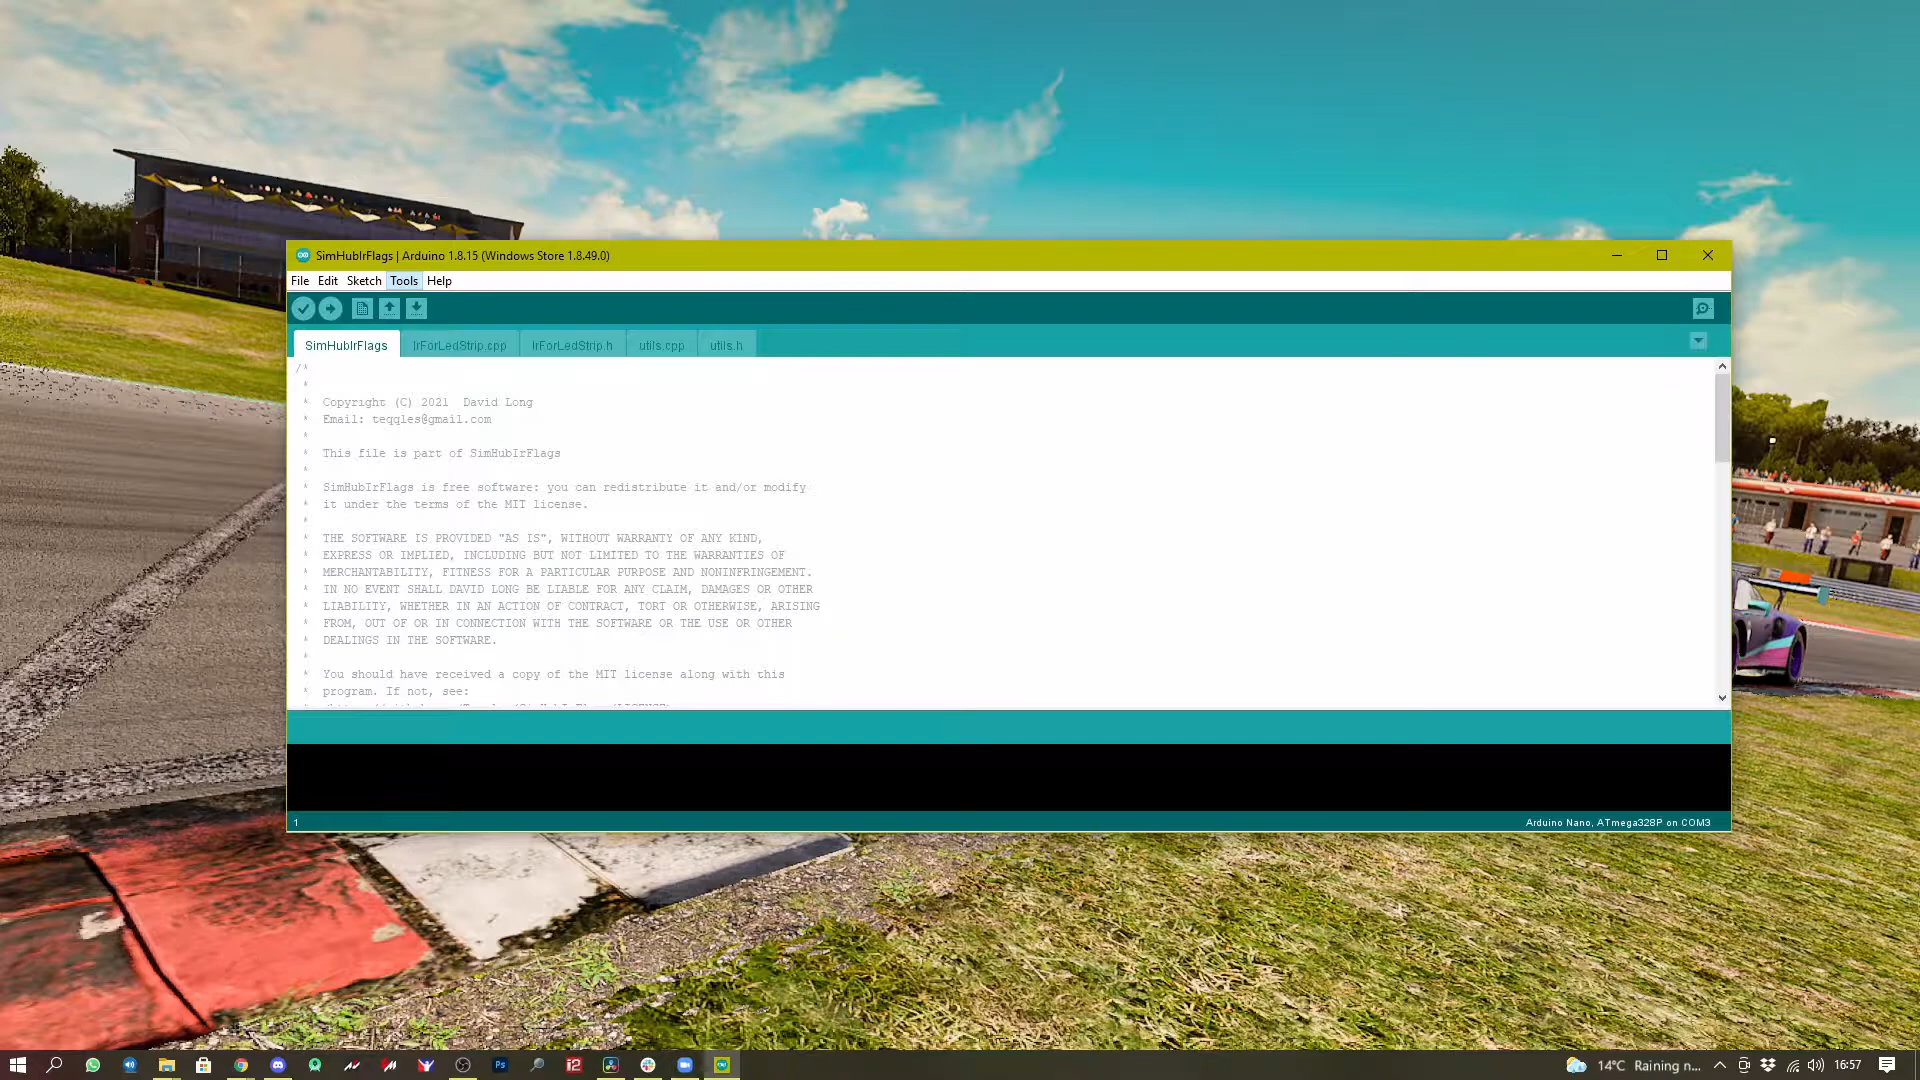 SimHubIrFlags | Arduino 1.8.15 (Windows Store 1.8.49.0)
File Edit Sketch Tools Help
SimHubIrFlags IrForLedStrip.cpp IrForLedStrip.h utils.cpp utils.h
/*
*
* Copyright (C) 2021  David Long
* Email: teqqles@gmail.com
*
* This file is part of SimHubIrFlags
*
* SimHubIrFlags is free software: you can redistribute it and/or modify
* it under the terms of the MIT license.
*
* THE SOFTWARE IS PROVIDED "AS IS", WITHOUT WARRANTY OF ANY KIND,
* EXPRESS OR IMPLIED, INCLUDING BUT NOT LIMITED TO THE WARRANTIES OF
* MERCHANTABILITY, FITNESS FOR A PARTICULAR PURPOSE AND NONINFRINGEMENT.
* IN NO EVENT SHALL DAVID LONG BE LIABLE FOR ANY CLAIM, DAMAGES OR OTHER
* LIABILITY, WHETHER IN AN ACTION OF CONTRACT, TORT OR OTHERWISE, ARISING
* FROM, OUT OF OR IN CONNECTION WITH THE SOFTWARE OR THE USE OR OTHER
* DEALINGS IN THE SOFTWARE.
*
* You should have received a copy of the MIT license along with this
* program. If not, see:
1
Arduino Nano, ATmega328P on COM3
Ps
i2
14°C Raining n... 16:57